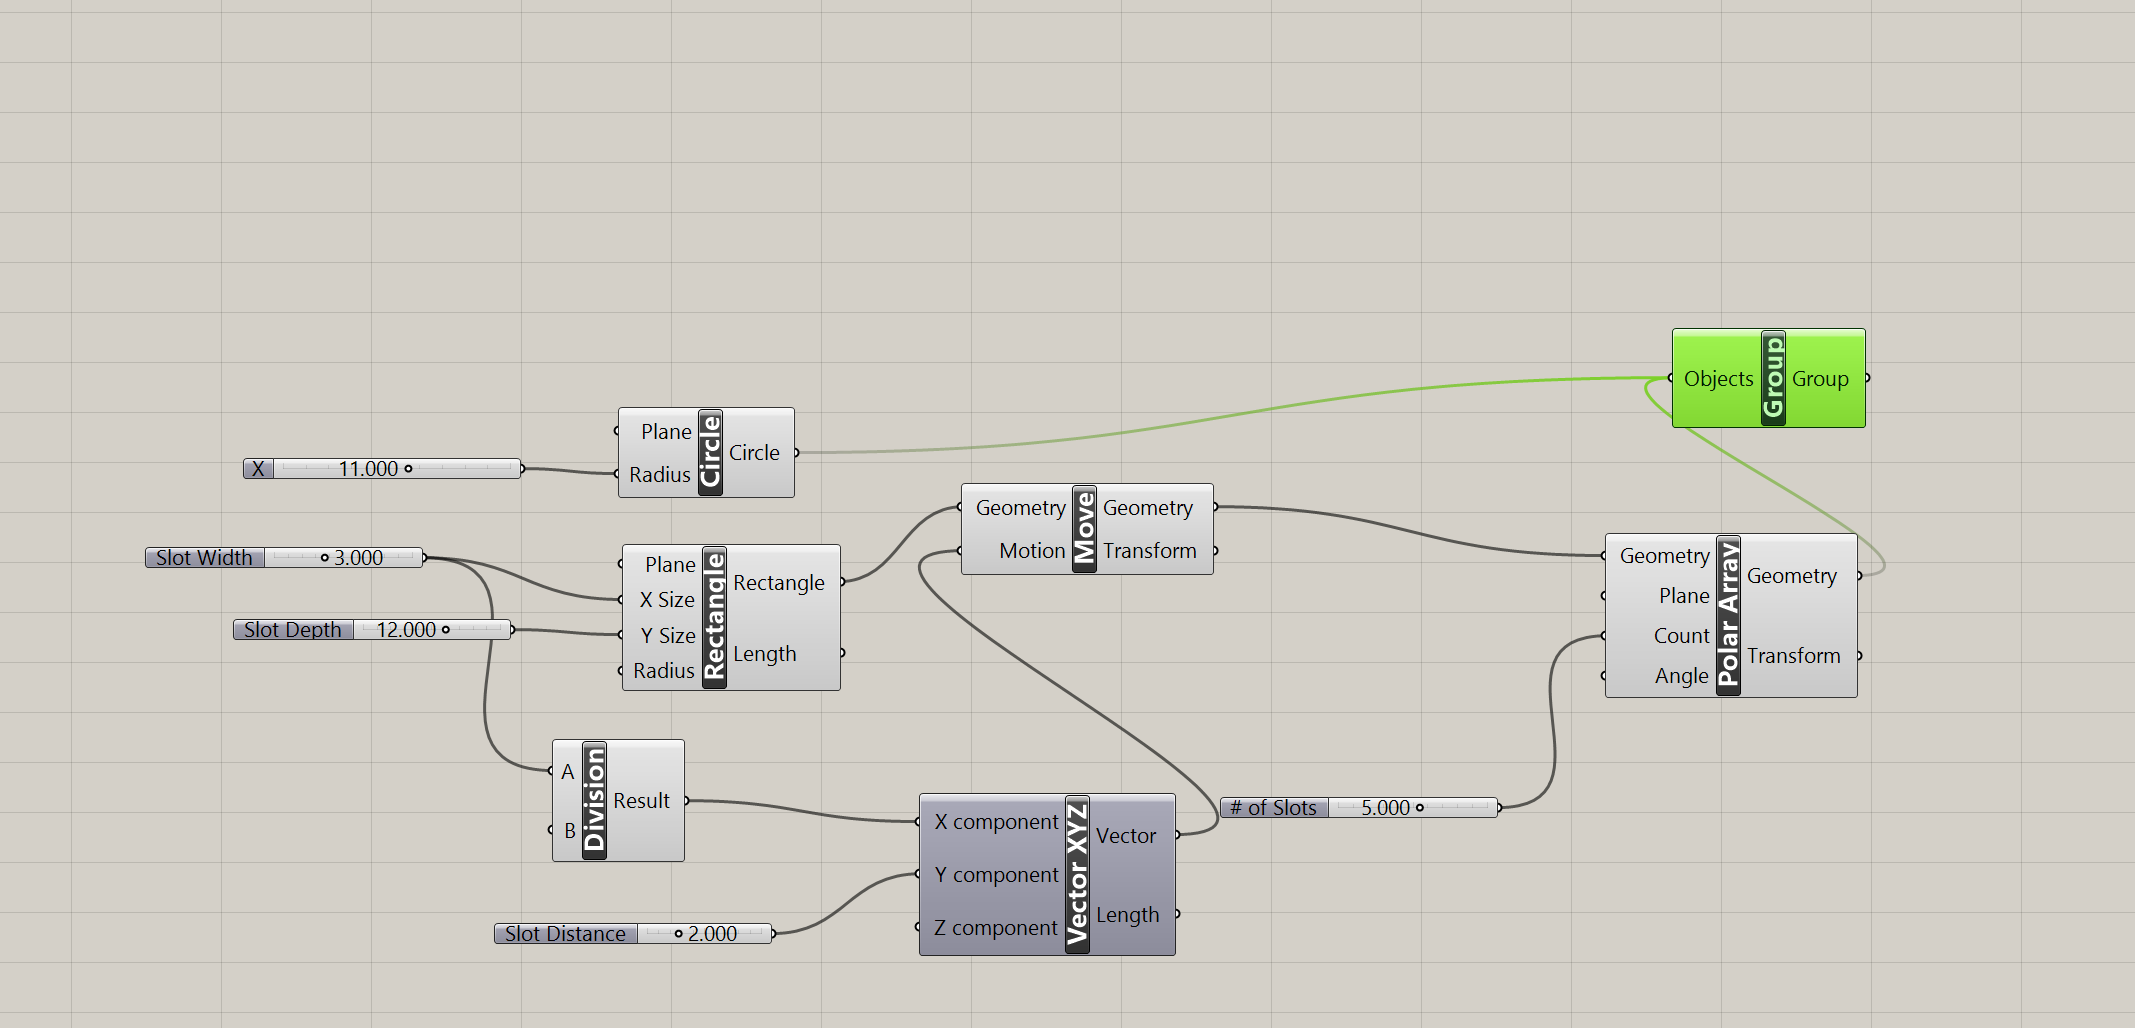 Plane
Radius
Circle
Circle
X
11.000
Slot Width
3.000
Slot Depth
12.000
Plane
X Size
Y Size
Radius
Rectangle
Rectangle
Length
A
B
Division
Result
Slot Distance
2.000
X component
Y component
Z component
Vector XYZ
Vector
Length
Geometry
Motion
Move
Geometry
Transform
# of Slots
5.000
Geometry
Plane
Count
Angle
Polar Array
Geometry
Transform
Objects
Group
Group